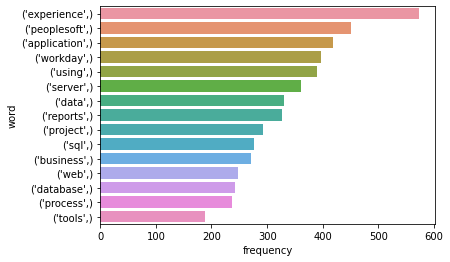 ('experience',)
('peoplesoft',)
('application',)
('workday',)
('using',)
('server',)
('data',)
('reports',)
('project',)
('sql',)
('business',)
('web',)
('database',)
('process',)
('tools',)
word
0 100 200 300 400 500 600
frequency